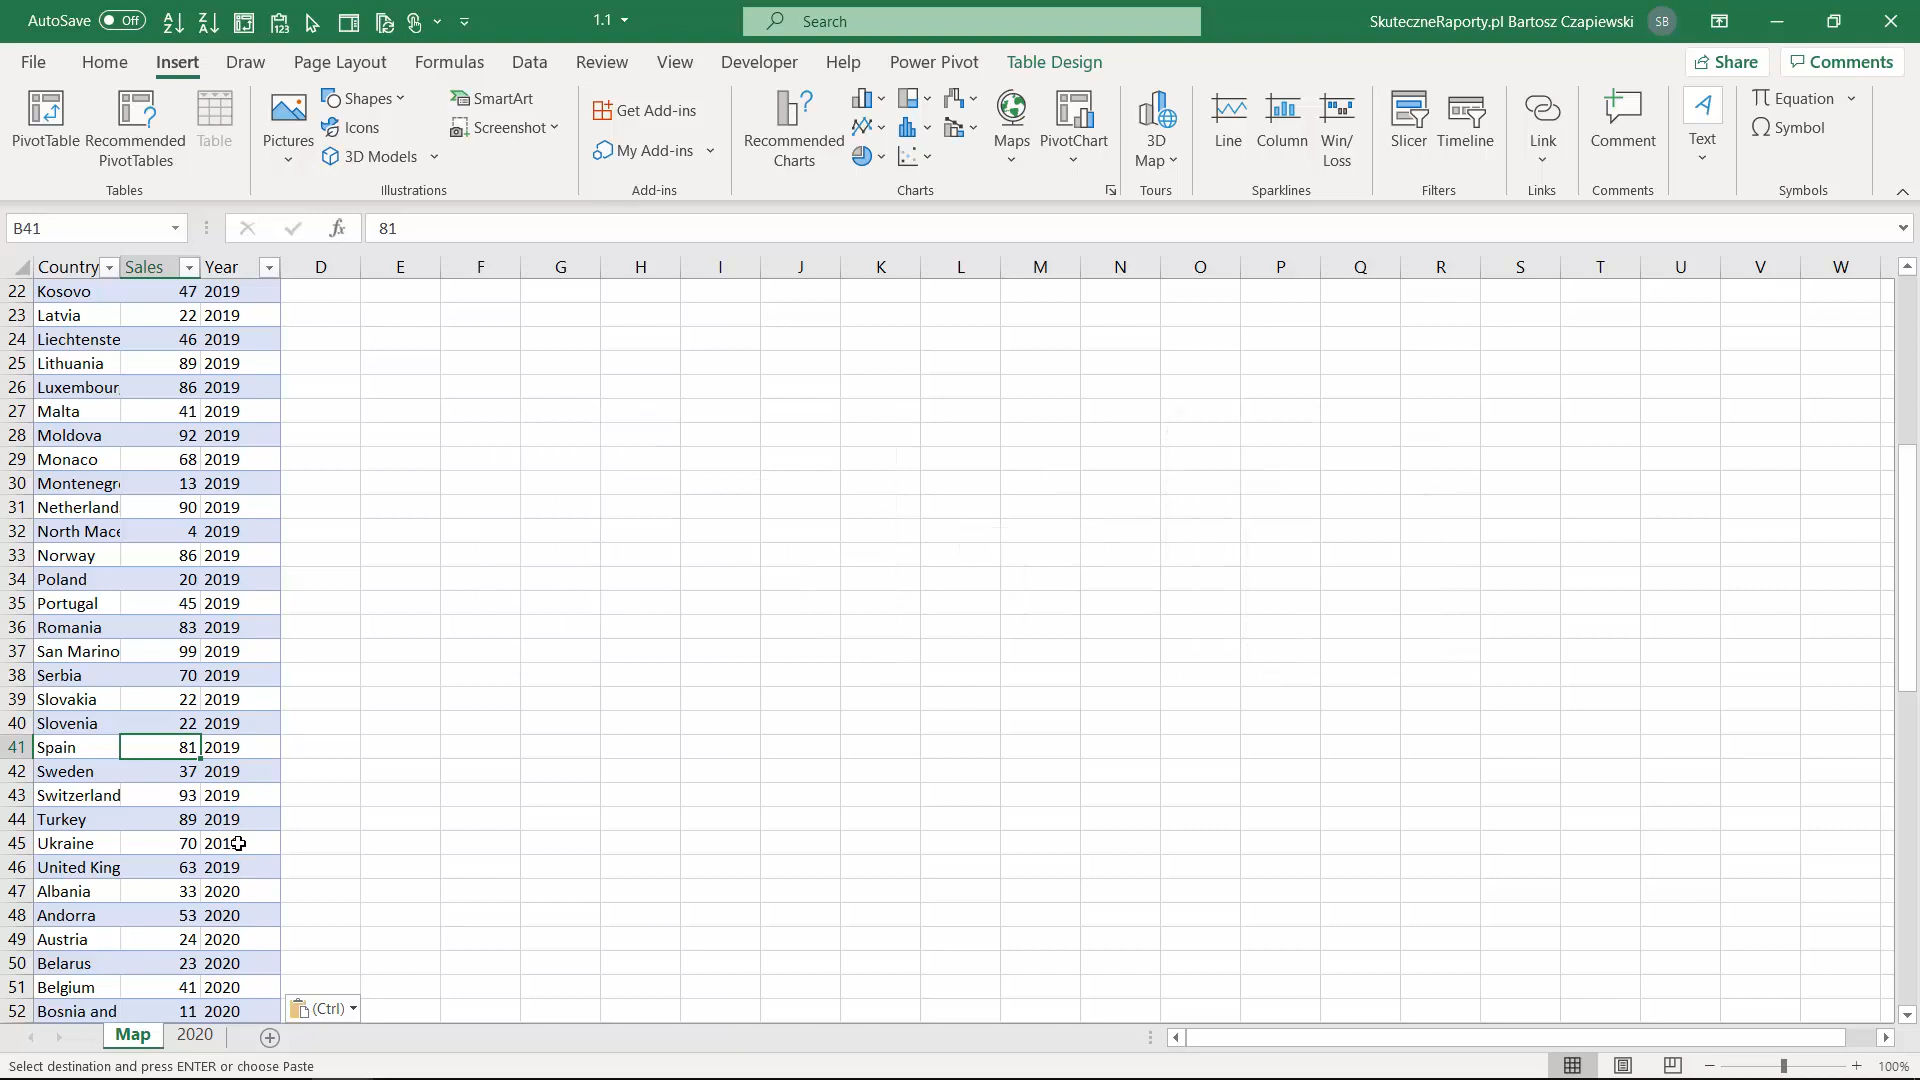 AutoSave Off 1.1 Search SkuteczneRaporty.pl Bartosz Czapiewski SB
File Home Insert Draw Page Layout Formulas Data Review View Developer Help Power Pivot Table Design Share Comments
PivotTable
Recommended
PivotTables
Table
Pictures
Shapes
Icons
3D Models
SmartArt
Screenshot
Get Add-ins
My Add-ins
Recommended
Charts
Maps
PivotChart
3D
Map
Line
Column
Win/
Loss
Slicer
Timeline
Link
Comment
Text
Equation
Symbol
Tables Illustrations Add-ins Charts Tours Sparklines Filters Links Comments Symbols
B41 fx 81
Country Sales Year D E F G H I J K L M N O P Q R S T U V W
22 Kosovo 47 2019
23 Latvia 22 2019
24 Liechtenste 46 2019
25 Lithuania 89 2019
26 Luxembour 86 2019
27 Malta 41 2019
28 Moldova 92 2019
29 Monaco 68 2019
30 Montenegr 13 2019
31 Netherland 90 2019
32 North Mace 4 2019
33 Norway 86 2019
34 Poland 20 2019
35 Portugal 45 2019
36 Romania 83 2019
37 San Marino 99 2019
38 Serbia 70 2019
39 Slovakia 22 2019
40 Slovenia 22 2019
41 Spain 81 2019
42 Sweden 37 2019
43 Switzerland 93 2019
44 Turkey 89 2019
45 Ukraine 70 2019
46 United King 63 2019
47 Albania 33 2020
48 Andorra 53 2020
49 Austria 24 2020
50 Belarus 23 2020
51 Belgium 41 2020
52 Bosnia and 11 2020
(Ctrl)
Map 2020
Select destination and press ENTER or choose Paste 100%